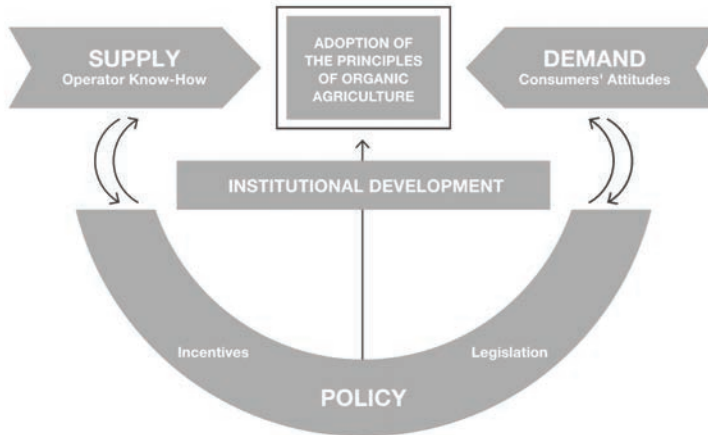 SUPPLY
Operator Know-How
ADOPTION OF
THE PRINCIPLES
OF ORGANIC
AGRICULTURE
DEMAND
Consumers' Attitudes
INSTITUTIONAL DEVELOPMENT
Incentives
Legislation
POLICY